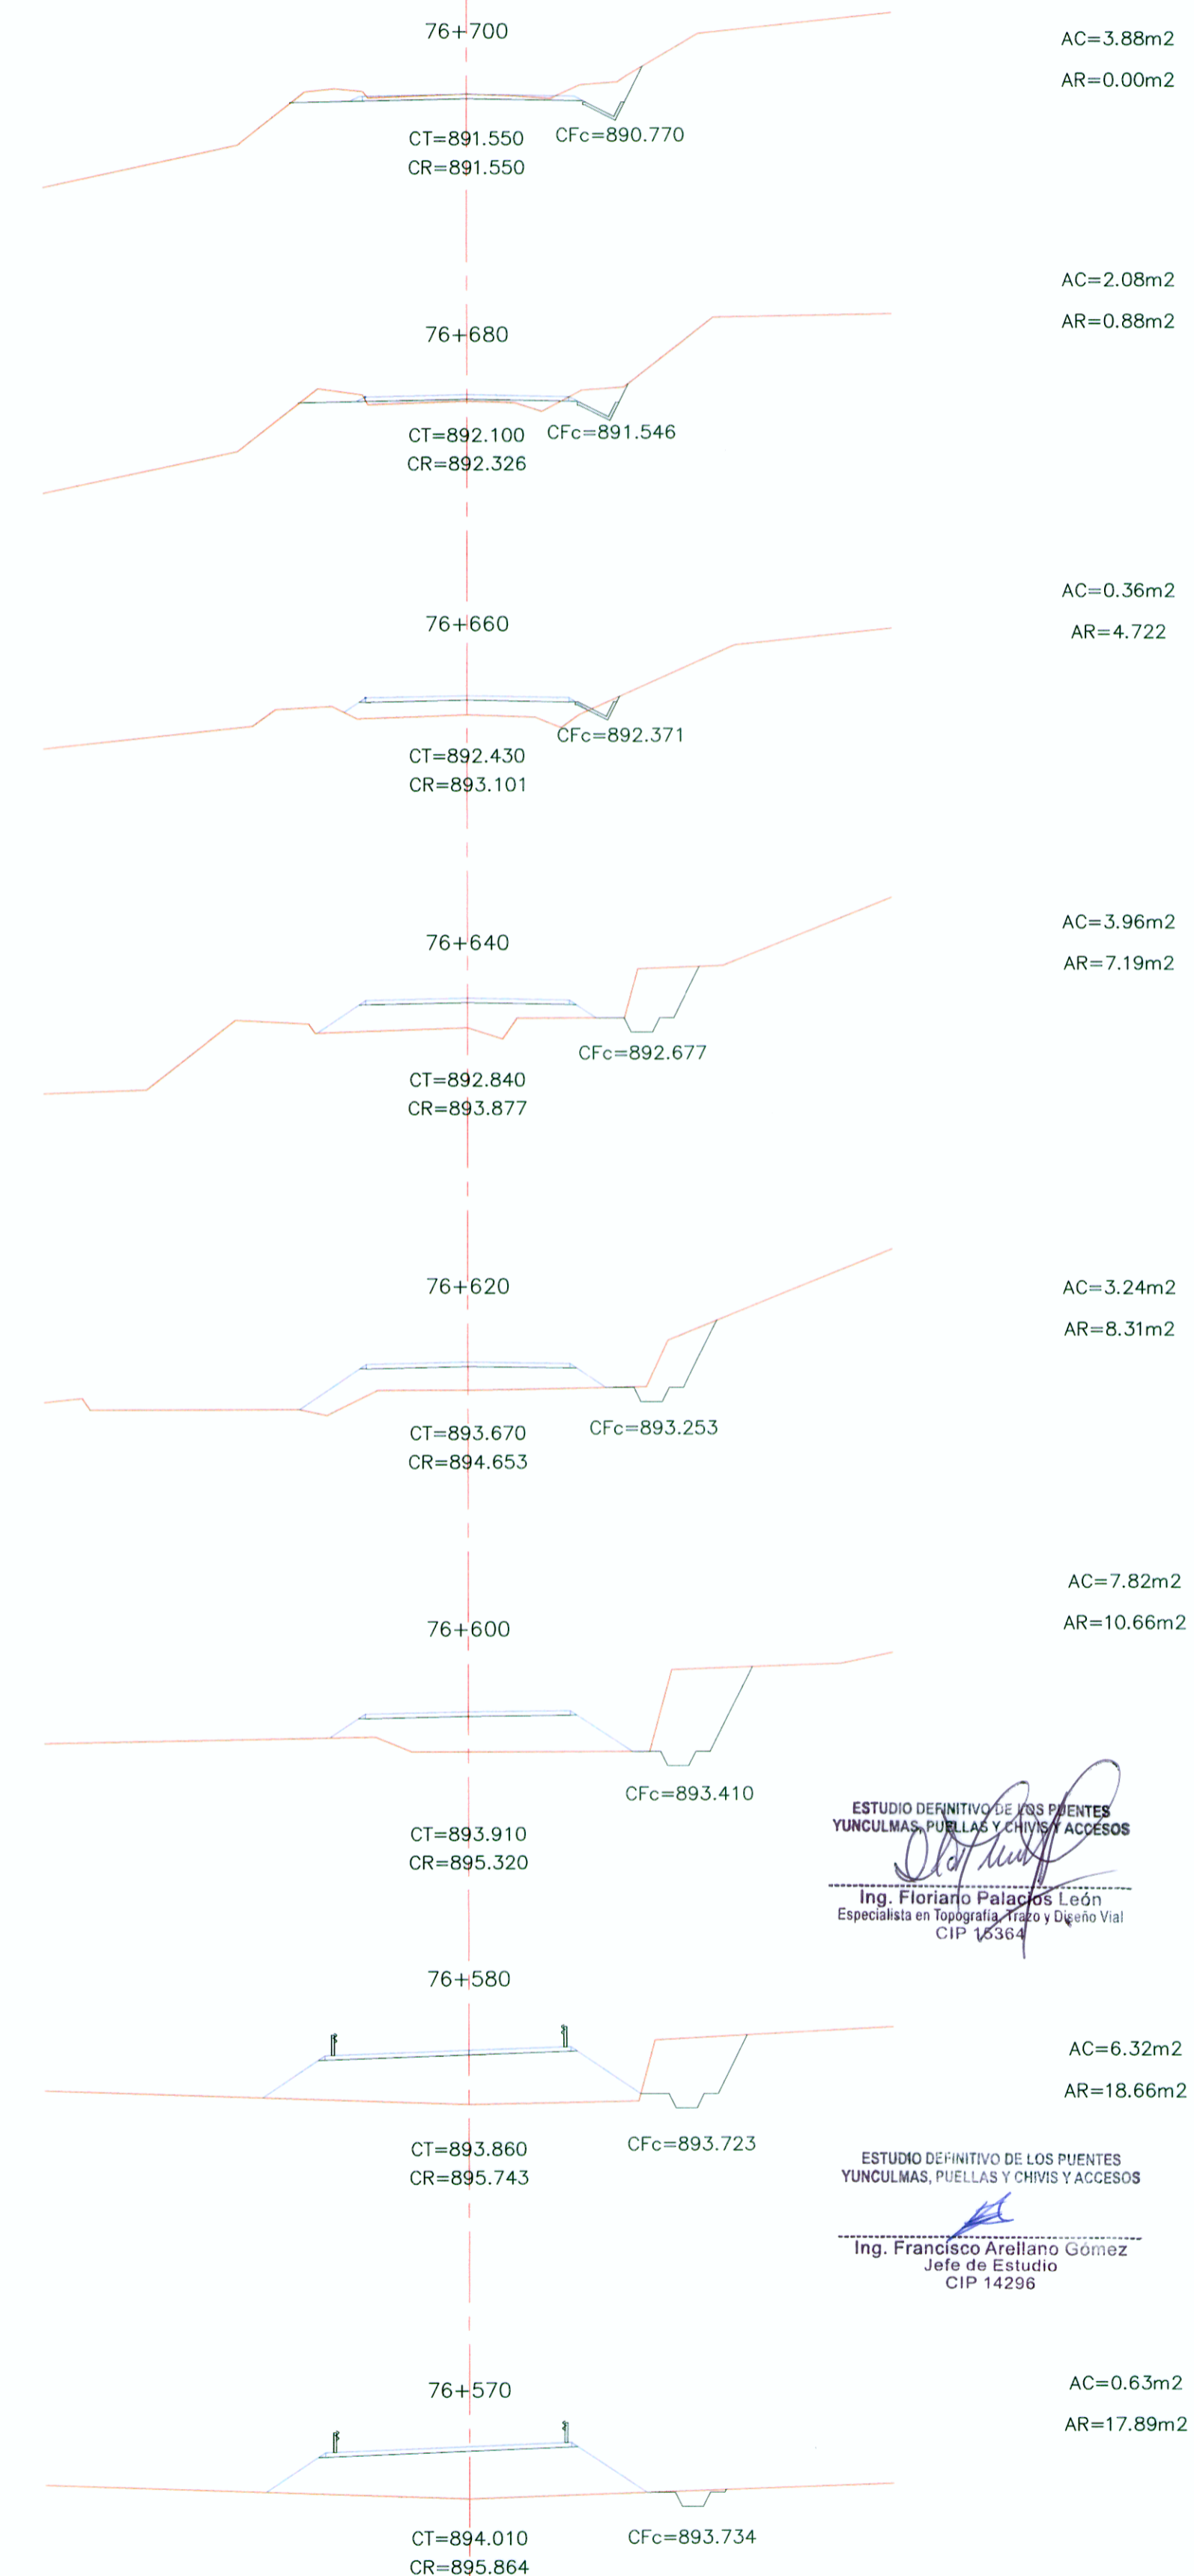 76+700
AC=3.88m2
AR=0.00m2
CT=891.550
CFc=890.770
CR=891.550
AC=2.08m2
AR=0.88m2
76+680
CT=892.100
CFc=891.546
CR=892.326
AC=0.36m2
76+660
AR=4.722
CFc=892.371
CT=892.430
CR=893.101
AC=3.96m2
76+640
AR=7.19m2
CFc=892.677
CT=892.840
CR=893.877
76+620
AC=3.24m2
AR=8.31m2
CT=893.670
CFc=893.253
CR=894.653
AC=7.82m2
76+600
AR=10.66m2
CFc=893.410
CT=893.910
CR=895.320
ESTUDIO DEFINITIVO DE LOS PUENTES
YUNCULMAS, PUELLAS Y CHIVIS Y ACCESOS
Ing. Floriano Palacios León
Especialista en Topografía, Trazo y Diseño Vial
CIP 15364
76+580
AC=6.32m2
AR=18.66m2
CT=893.860
CFc=893.723
CR=895.743
ESTUDIO DEFINITIVO DE LOS PUENTES
YUNCULMAS, PUELLAS Y CHIVIS Y ACCESOS
Ing. Francisco Arellano Gómez
Jefe de Estudio
CIP 14296
76+570
AC=0.63m2
AR=17.89m2
CT=894.010
CFc=893.734
CR=895.864